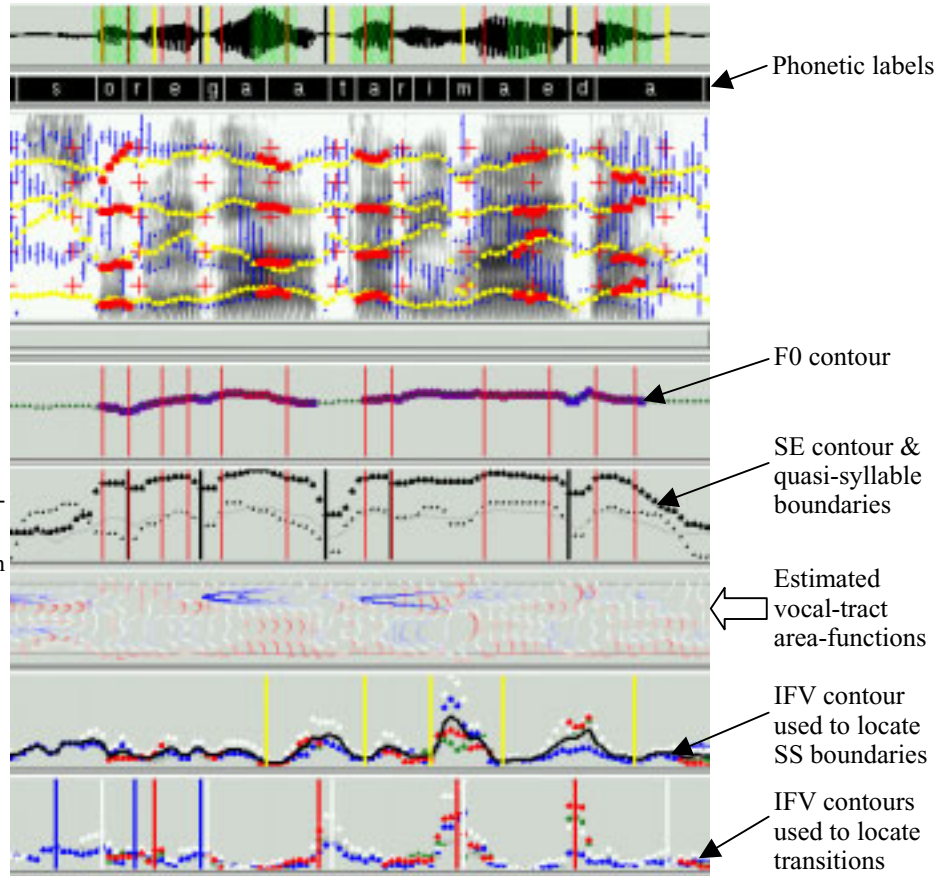 Phonetic labels
s o r e g a a t a r i m a e d a
F0 contour
SE contour &
quasi-syllable
boundaries
-
n
Estimated
vocal-tract
area-functions
IFV contour
used to locate
SS boundaries
IFV contours
used to locate
transitions